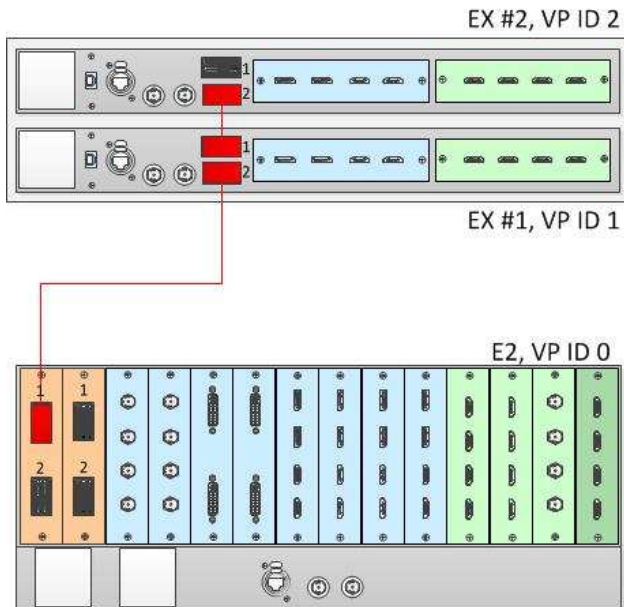 EX #2, VP ID 2
1
2
1
2
EX #1, VP ID 1
E2, VP ID 0
1 1
2 2